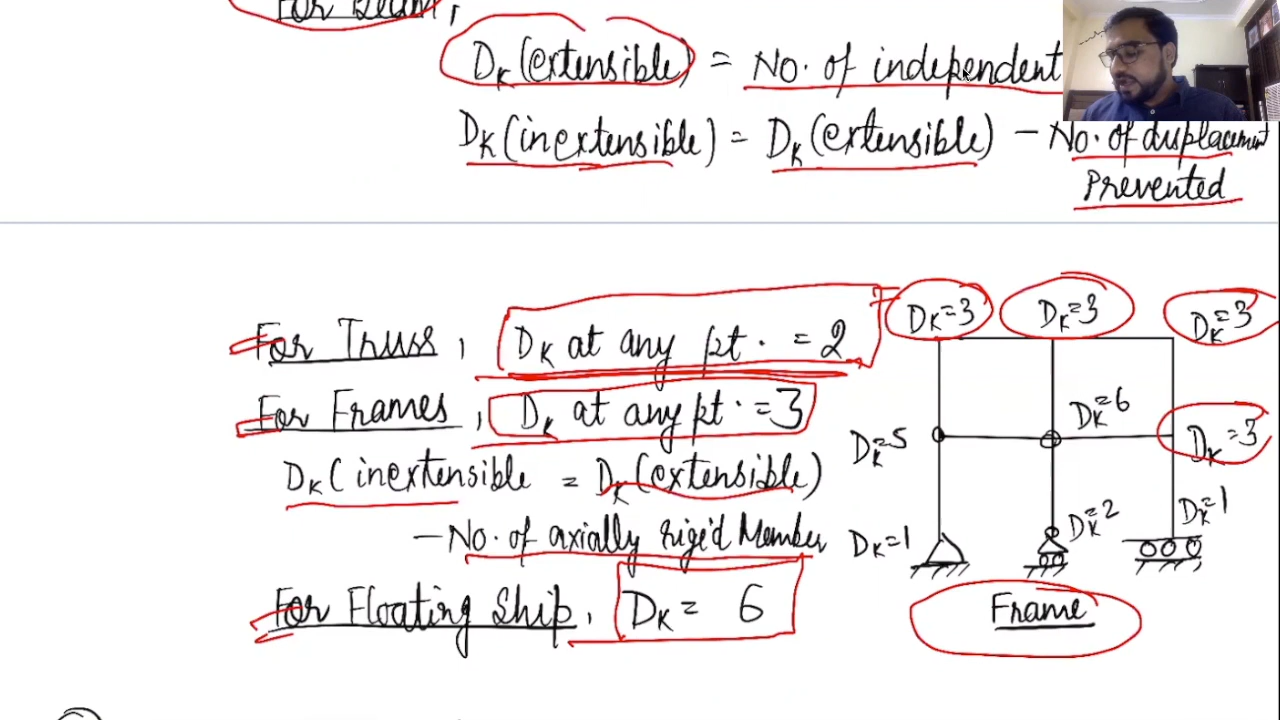 For Beam,
Dk (extensible) = No. of independent
Dk (inextensible) = Dk (extensible) - No. of displacement
Prevented
For Truss, Dk at any pt. = 2
For Frames, Dk at any pt. = 3
Dk (inextensible = Dk (extensible)
- No. of axially rigid Member
For Floating Ship, Dk = 6
Dk=3 Dk=3 Dk=3
Dk=5 Dk=6 Dk=3
Dk=1 Dk=2 Dk=1
Frame